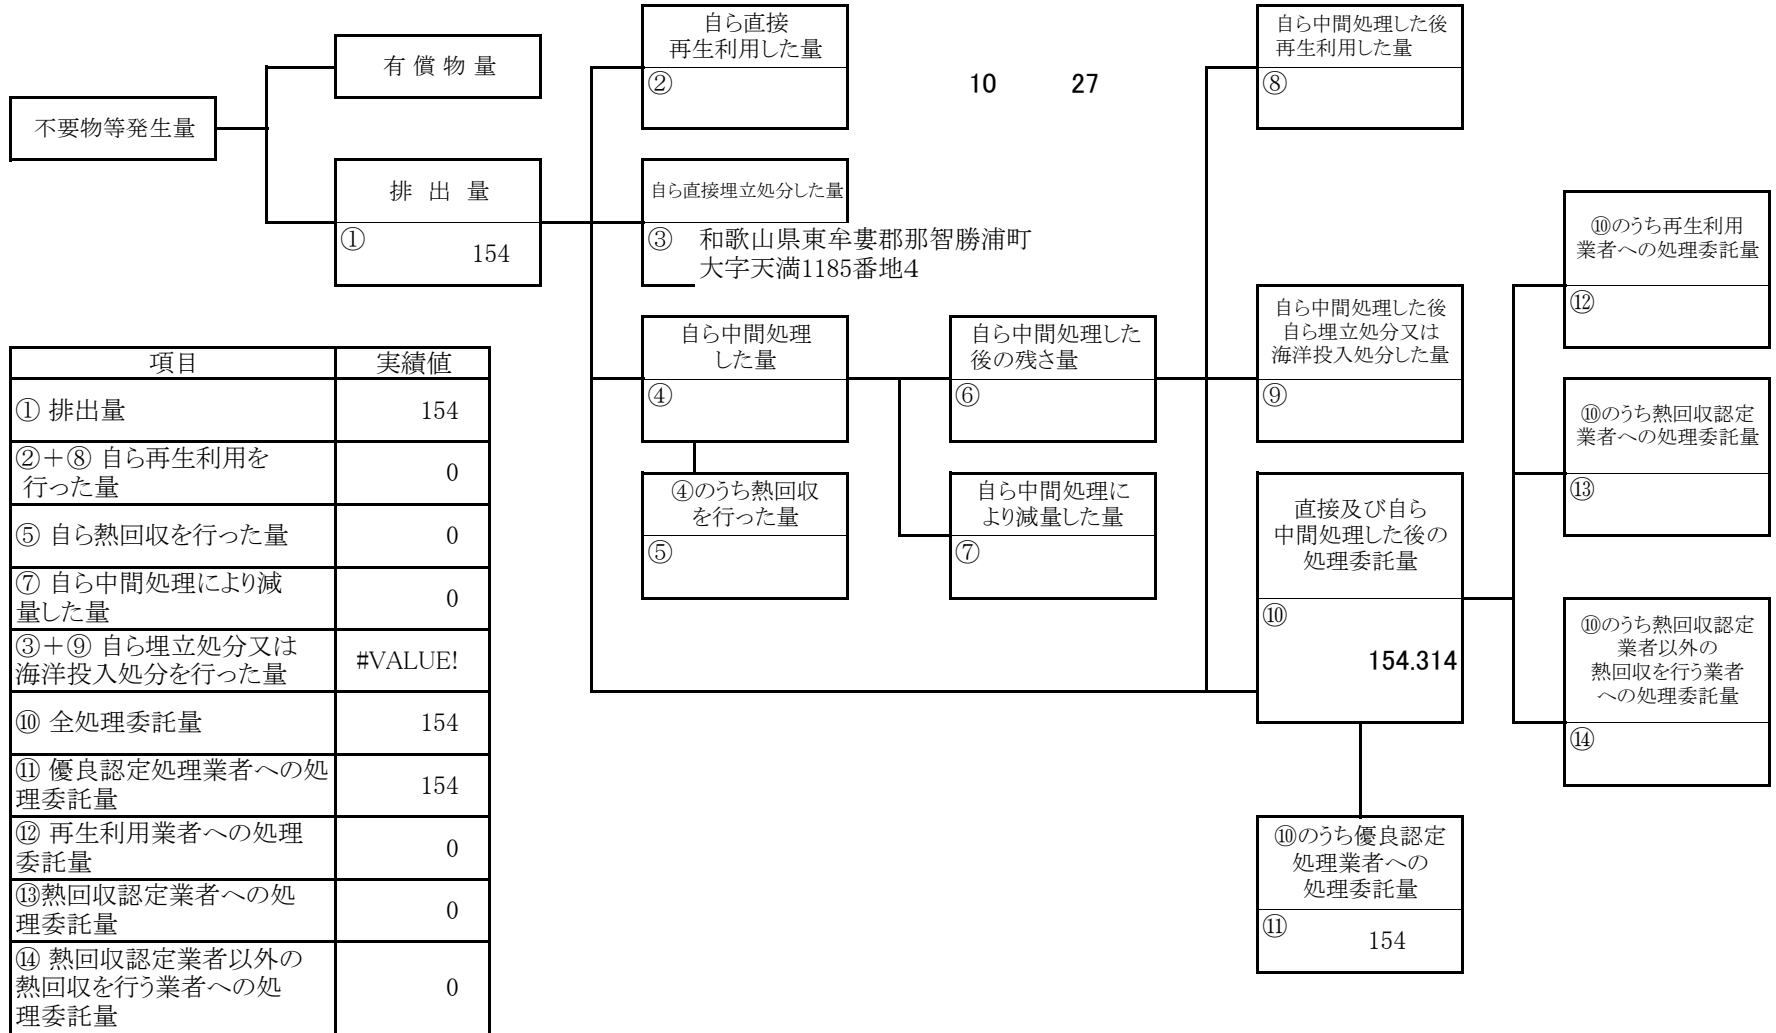 不要物等発生量
有 償 物 量
排 出 量
①
154
自ら直接
再生利用した量
②
10 27
自ら直接埋立処分した量
③ 和歌山県東牟婁郡那智勝浦町
大字天満1185番地4
自ら中間処理
した量
④
④のうち熱回収
を行った量
⑤
自ら中間処理した
後の残さ量
⑥
自ら中間処理に
より減量した量
⑦
自ら中間処理した後
再生利用した量
⑧
自ら中間処理した後
自ら埋立処分又は
海洋投入処分した量
⑨
直接及び自ら
中間処理した後の
処理委託量
⑩
154.314
⑩のうち優良認定
処理業者への
処理委託量
⑪
154
⑩のうち再生利用
業者への処理委託量
⑫
⑩のうち熱回収認定
業者への処理委託量
⑬
⑩のうち熱回収認定
業者以外の
熱回収を行う業者
への処理委託量
⑭
項目 実績値
① 排出量 154
②＋⑧ 自ら再生利用を
行った量 0
⑤ 自ら熱回収を行った量 0
⑦ 自ら中間処理により減
量した量 0
③＋⑨ 自ら埋立処分又は
海洋投入処分を行った量 #VALUE!
⑩ 全処理委託量 154
⑪ 優良認定処理業者への処
理委託量 154
⑫ 再生利用業者への処理
委託量 0
⑬熱回収認定業者への処
理委託量 0
⑭ 熱回収認定業者以外の
熱回収を行う業者への処
理委託量 0